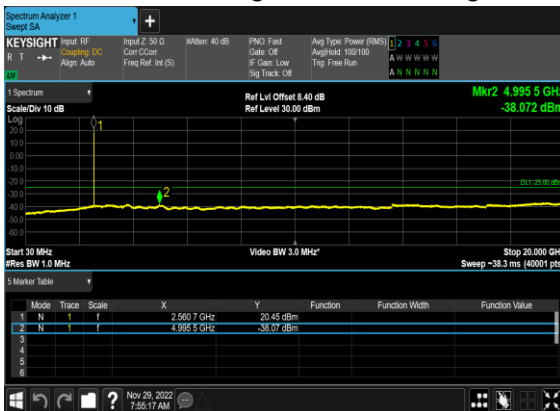 Spectrum Analyzer 1
Swept SA
KEYSIGHT Input: RF Input Z: 50 Ω #Atten: 40 dB PNO: Fast Avg Type: Power (RMS) 1 2 3 4 5 6
R T Coupling: DC Corr CCorr Gate: Off Avg|Hold: 100/100 A W W W W W
Align: Auto Freq Ref: Int (S) IF Gain: Low Trig: Free Run
LV Sig Track: Off A N N N N N
1 Spectrum Ref Lvl Offset 8.40 dB Mkr2 4.995 5 GHz
Scale/Div 10 dB Ref Level 30.00 dBm -38.072 dBm
Log
20.0
10.0
0.00
-10.0
-20.0
-30.0
-40.0
-50.0
-60.0
1
2
DL1 -25.00 dBm
Start 30 MHz Video BW 3.0 MHz* Stop 20.000 GH
#Res BW 1.0 MHz Sweep ~38.3 ms (40001 pts
5 Marker Table
Mode Trace Scale X Y Function Function Width Function Value
1 N 1 f 2.560 7 GHz 20.45 dBm
2 N 1 f 4.995 5 GHz -38.07 dBm
3
4
5
6
? Nov 29, 2022
7:55:17 AM